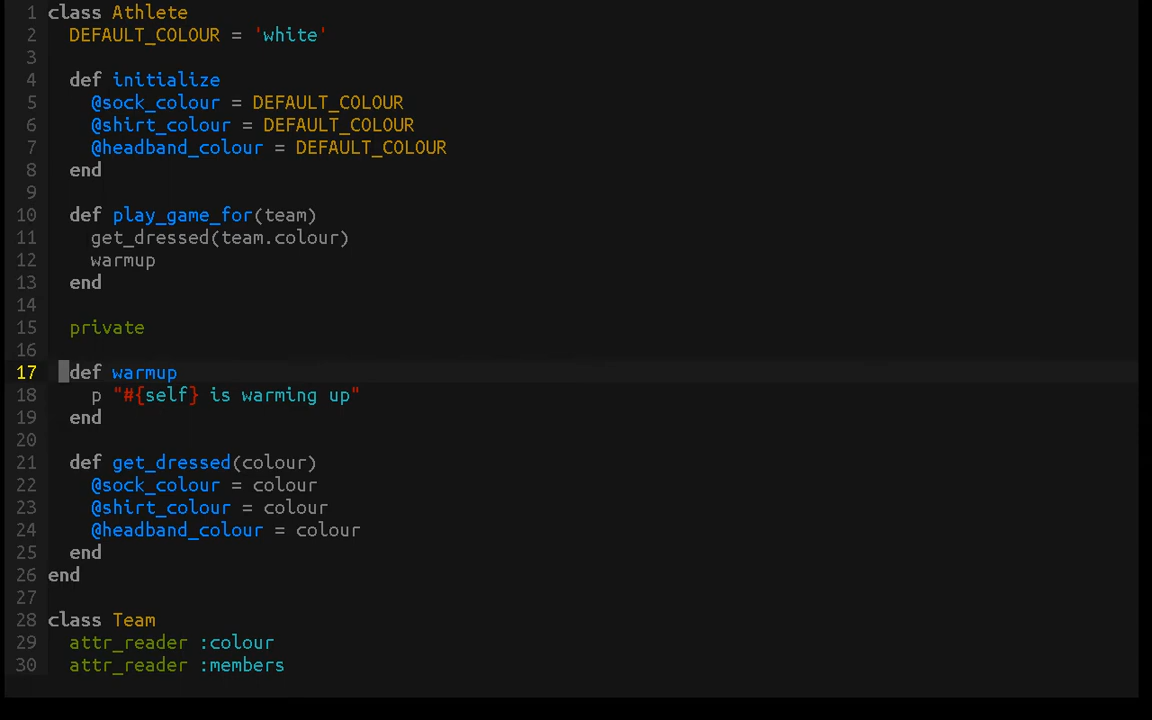 1 class Athlete
2   DEFAULT_COLOUR = 'white'
3
4   def initialize
5     @sock_colour = DEFAULT_COLOUR
6     @shirt_colour = DEFAULT_COLOUR
7     @headband_colour = DEFAULT_COLOUR
8   end
9
10   def play_game_for(team)
11     get_dressed(team.colour)
12     warmup
13   end
14
15   private
16
17   def warmup
18     p "#{self} is warming up"
19   end
20
21   def get_dressed(colour)
22     @sock_colour = colour
23     @shirt_colour = colour
24     @headband_colour = colour
25   end
26 end
27
28 class Team
29   attr_reader :colour
30   attr_reader :members